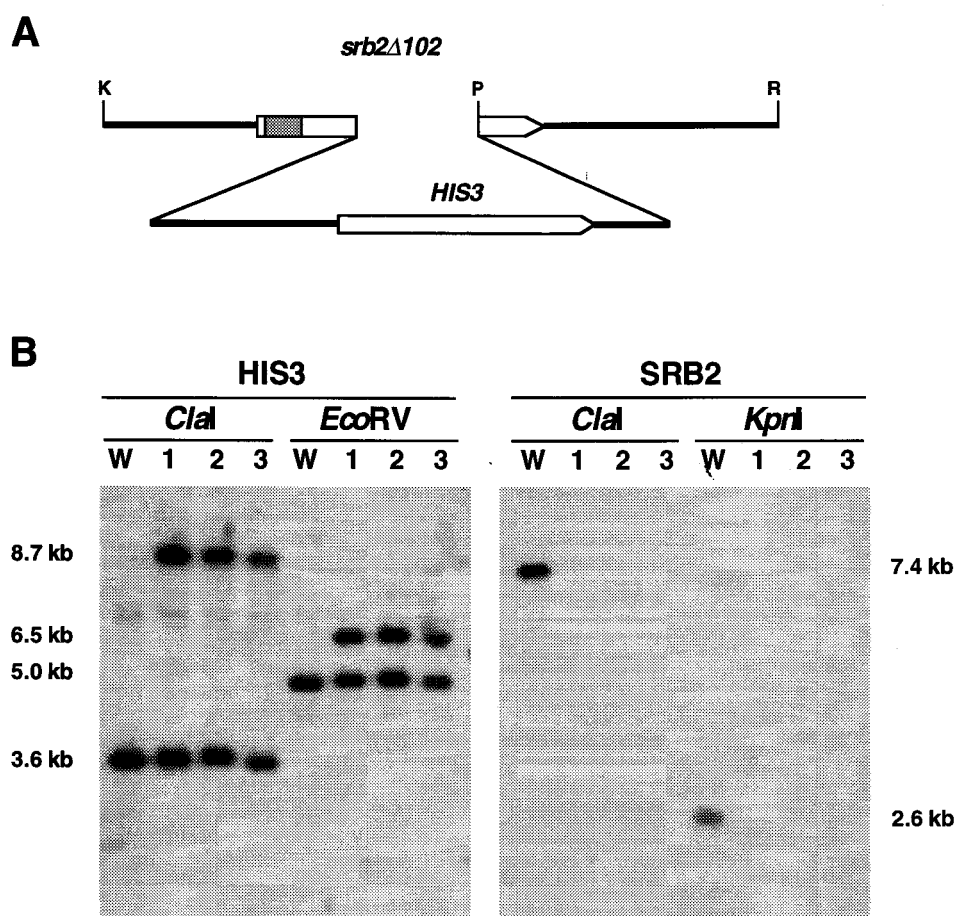 A
srb2Δ102
K
P
R
HIS3
B
HIS3
SRB2
ClaI
EcoRV
ClaI
KpnI
W 1 2 3 W 1 2 3
W 1 2 3 W 1 2 3
8.7 kb
6.5 kb
5.0 kb
3.6 kb
7.4 kb
2.6 kb